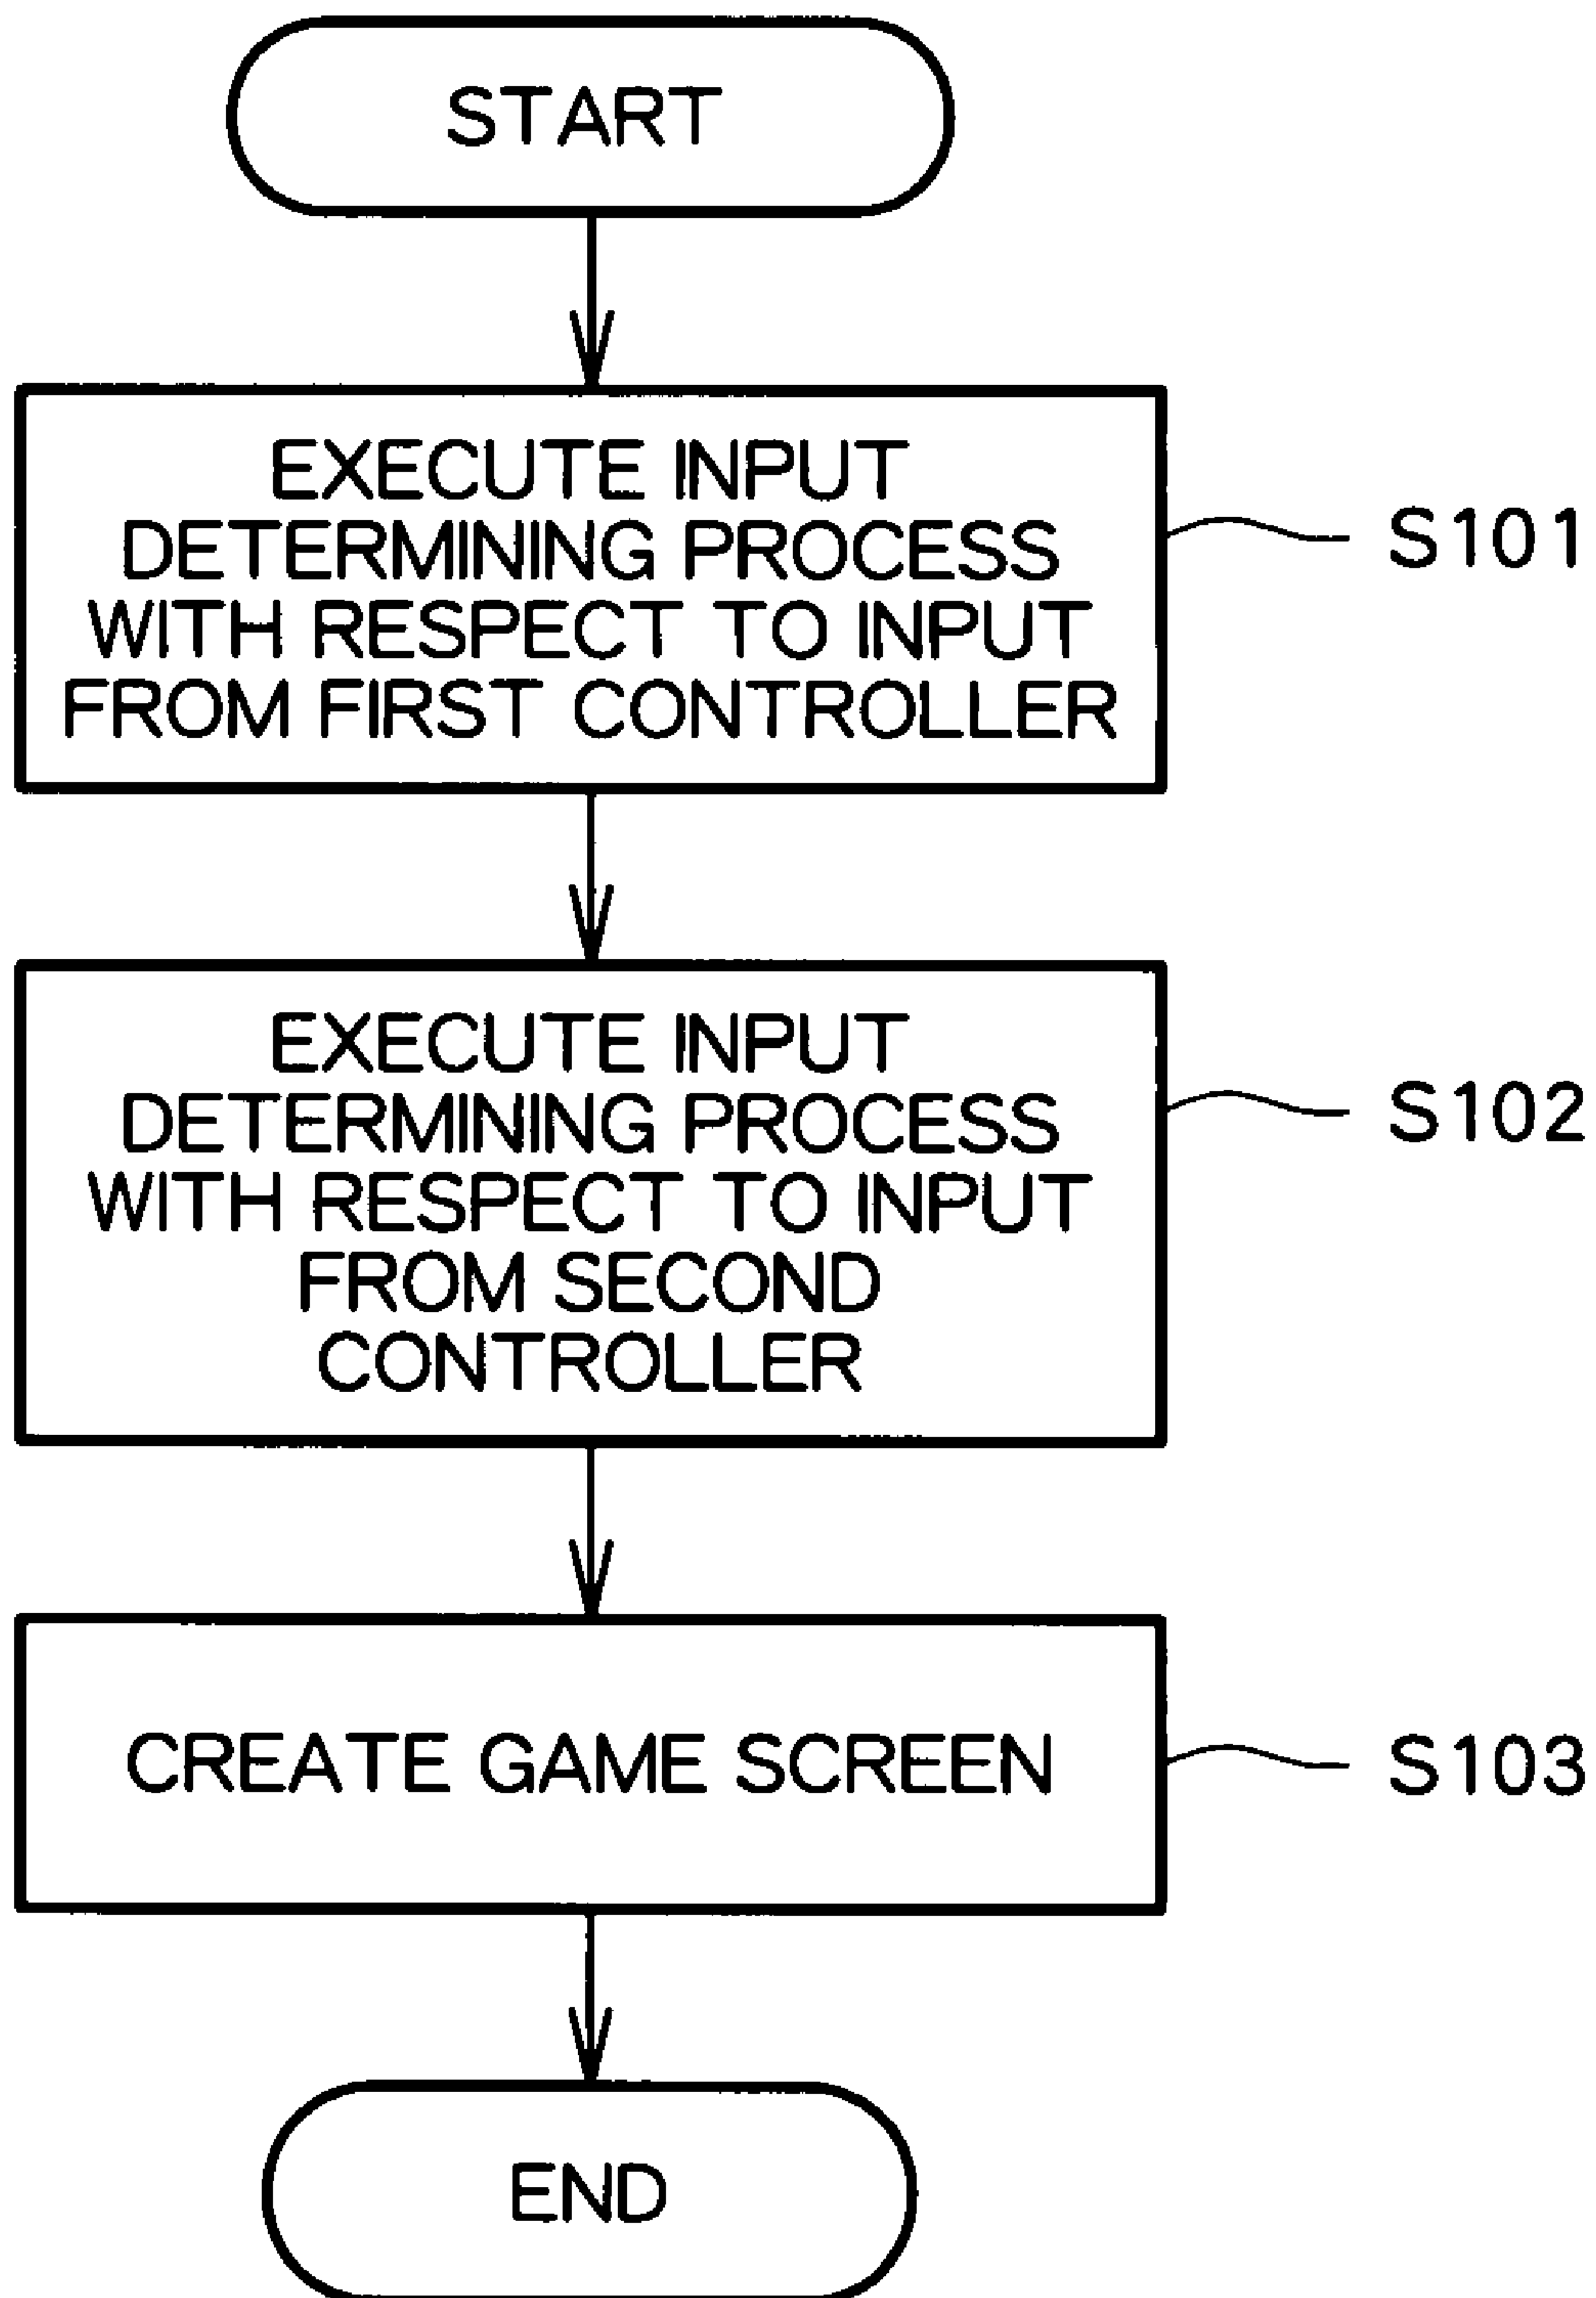 START
EXECUTE INPUT
DETERMINING PROCESS
WITH RESPECT TO INPUT
FROM FIRST CONTROLLER
S101
EXECUTE INPUT
DETERMINING PROCESS
WITH RESPECT TO INPUT
FROM SECOND
CONTROLLER
S102
CREATE GAME SCREEN
S103
END